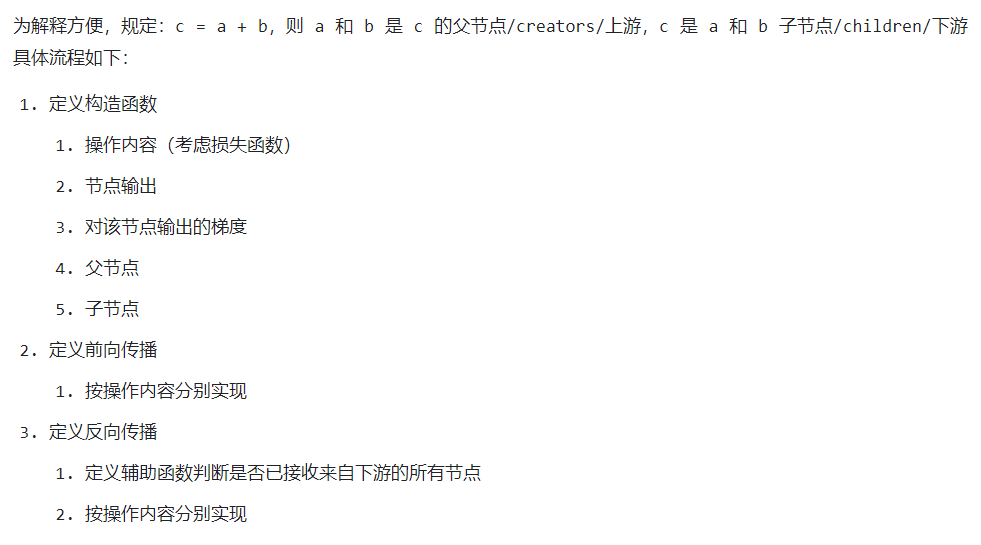 为解释方便，规定：c = a + b，则 a 和 b 是 c 的父节点/creators/上游，c 是 a 和 b 子节点/children/下游
具体流程如下：
1. 定义构造函数
1. 操作内容（考虑损失函数）
2. 节点输出
3. 对该节点输出的梯度
4. 父节点
5. 子节点
2. 定义前向传播
1. 按操作内容分别实现
3. 定义反向传播
1. 定义辅助函数判断是否已接收来自下游的所有节点
2. 按操作内容分别实现